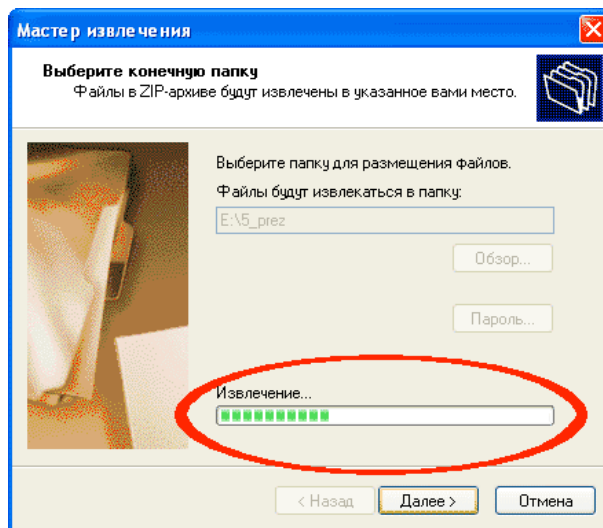 Мастер извлечения
Выберите конечную папку
Файлы в ZIP-архиве будут извлечены в указанное вами место.
Выберите папку для размещения файлов.
Файлы будут извлекаться в папку:
E:\5_prez
Обзор...
Пароль...
Извлечение...
< Назад
Далее >
Отмена